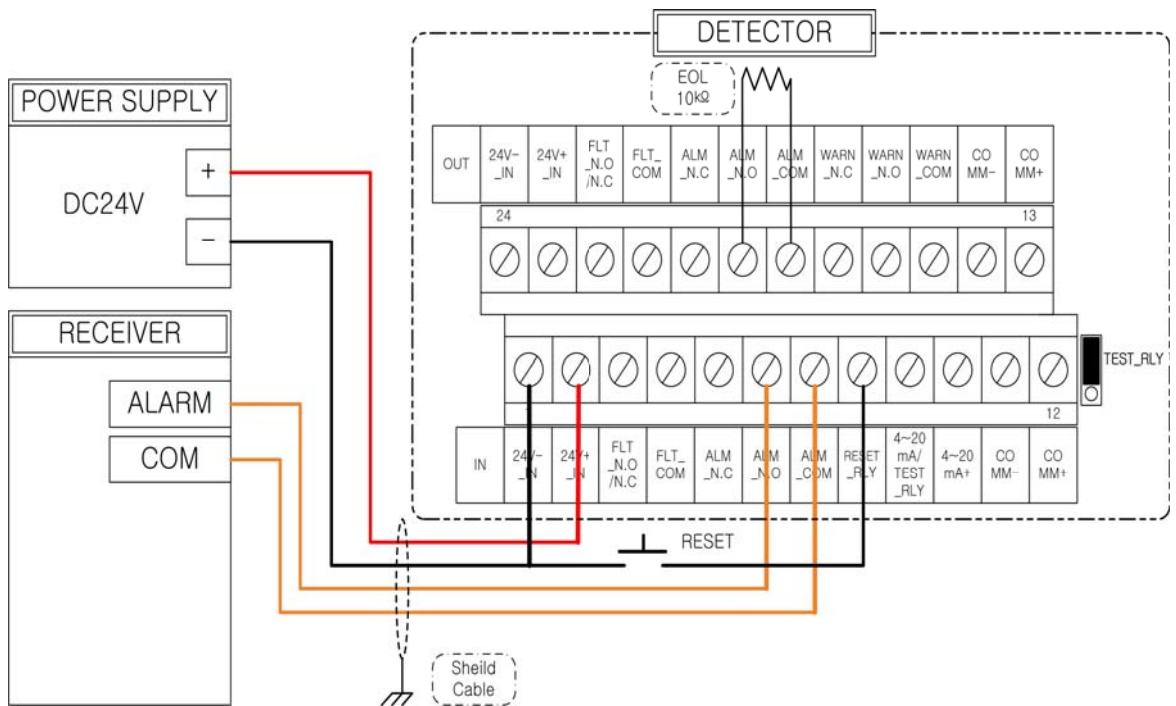 DETECTOR
EOL
10kΩ
POWER SUPPLY
+
DC24V
−
OUT
24V-
_IN
24V+
_IN
FLT
_N.O
/N.C
FLT_
COM
ALM
_N.C
ALM
_N.O
ALM
_COM
WARN
_N.C
WARN
_N.O
WARN
_COM
CO
MM-
CO
MM+
24
13
RECEIVER
ALARM
COM
TEST_RLY
12
IN
24V-
_IN
24V+
_IN
FLT
_N.O
/N.C
FLT_
COM
ALM
_N.C
ALM
_N.O
ALM
_COM
RESET
_RLY
4~20
mA/
TEST
_RLY
4~20
mA+
CO
MM-
CO
MM+
RESET
Sheild
Cable